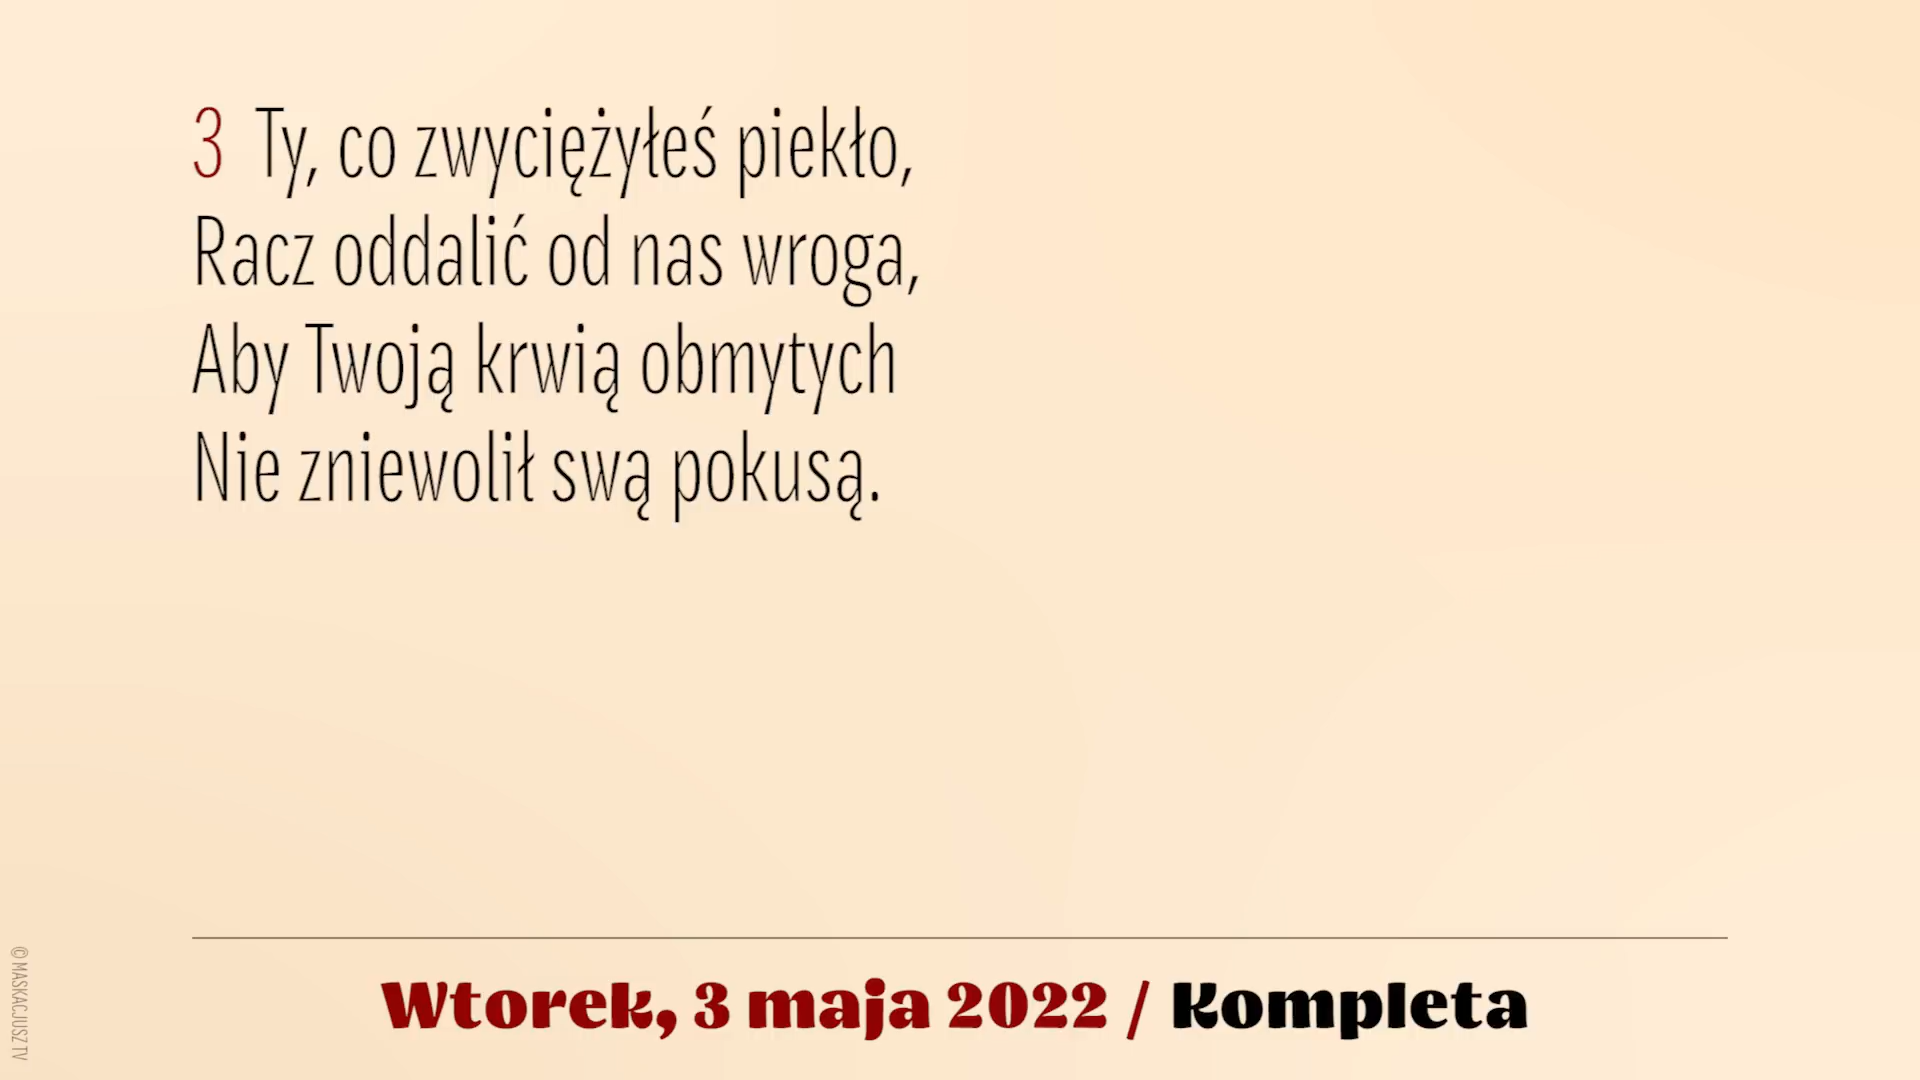 3 Ty, co zwyciężyłeś piekło,
Racz oddalić od nas wroga,
Aby Twoją krwią obmytych
Nie zniewolił swą pokusą.
Wtorek, 3 maja 2022 / Kompleta
© MASKACJUSZ TV